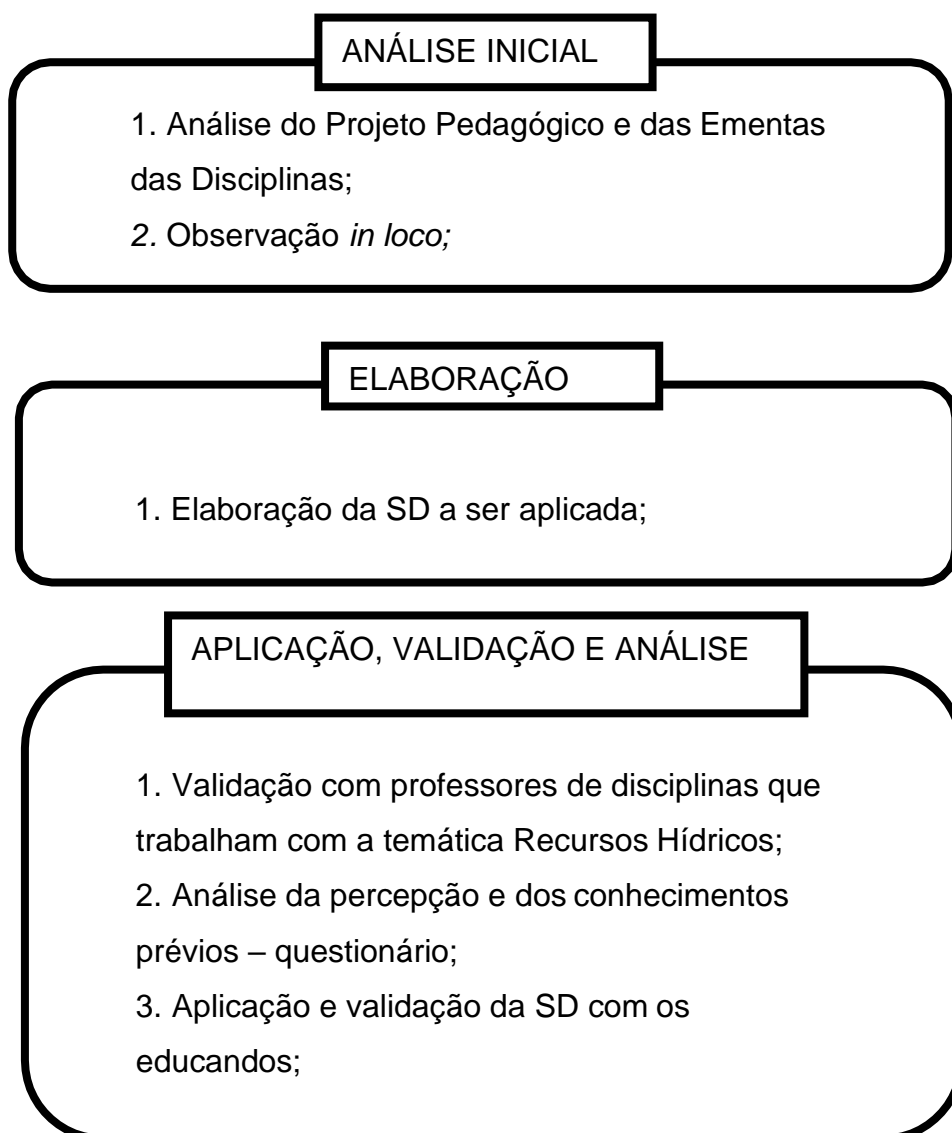 ANÁLISE INICIAL
1. Análise do Projeto Pedagógico e das Ementas
das Disciplinas;
2. Observação in loco;
ELABORAÇÃO
1. Elaboração da SD a ser aplicada;
APLICAÇÃO, VALIDAÇÃO E ANÁLISE
1. Validação com professores de disciplinas que
trabalham com a temática Recursos Hídricos;
2. Análise da percepção e dos conhecimentos
prévios – questionário;
3. Aplicação e validação da SD com os
educandos;